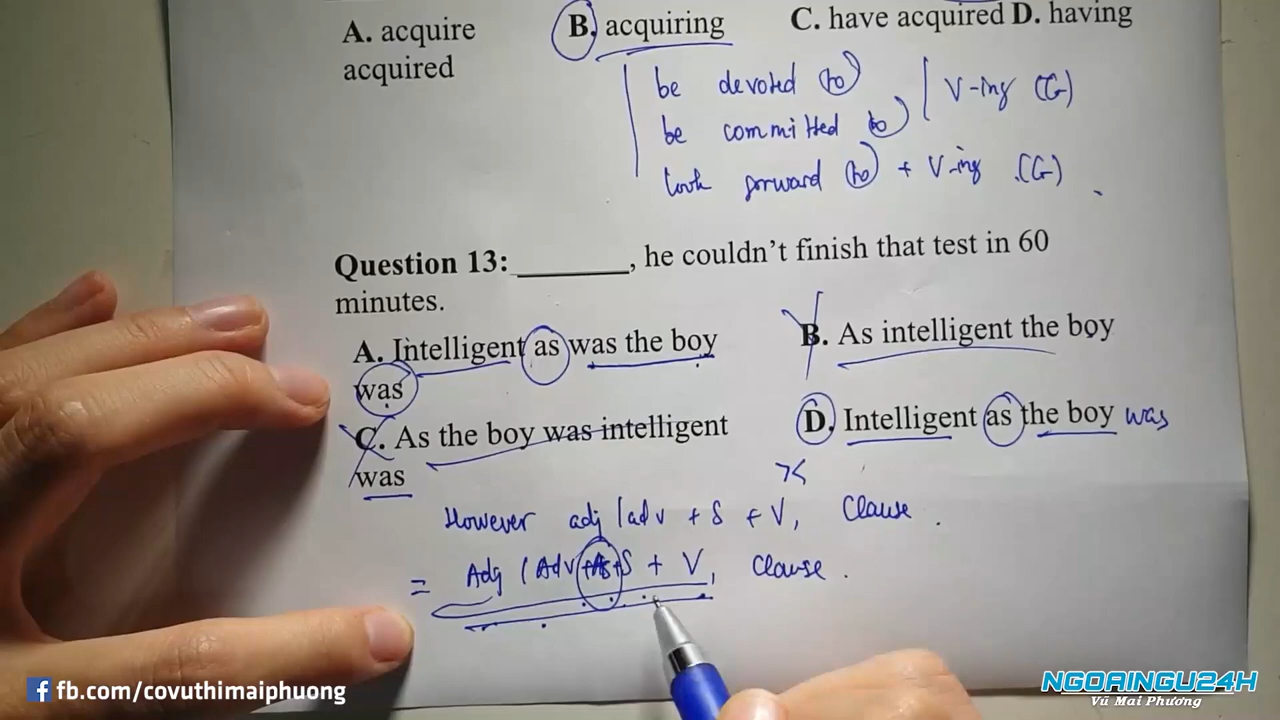 A. acquire B. acquiring C. have acquired D. having
acquired
be devoted to | V-ing (G)
be committed to
look forward to + V-ing (G)
Question 13: _______, he couldn't finish that test in 60
minutes.
A. Intelligent as was the boy B. As intelligent the boy
was
C. As the boy was intelligent D. Intelligent as the boy was
was
However adj / adv + S + V, Clause.
= Adj / Adv + As + S + V, Clause.
fb.com/covuthimaiphuong
NGOAINGU24H
Vũ Mai Phương